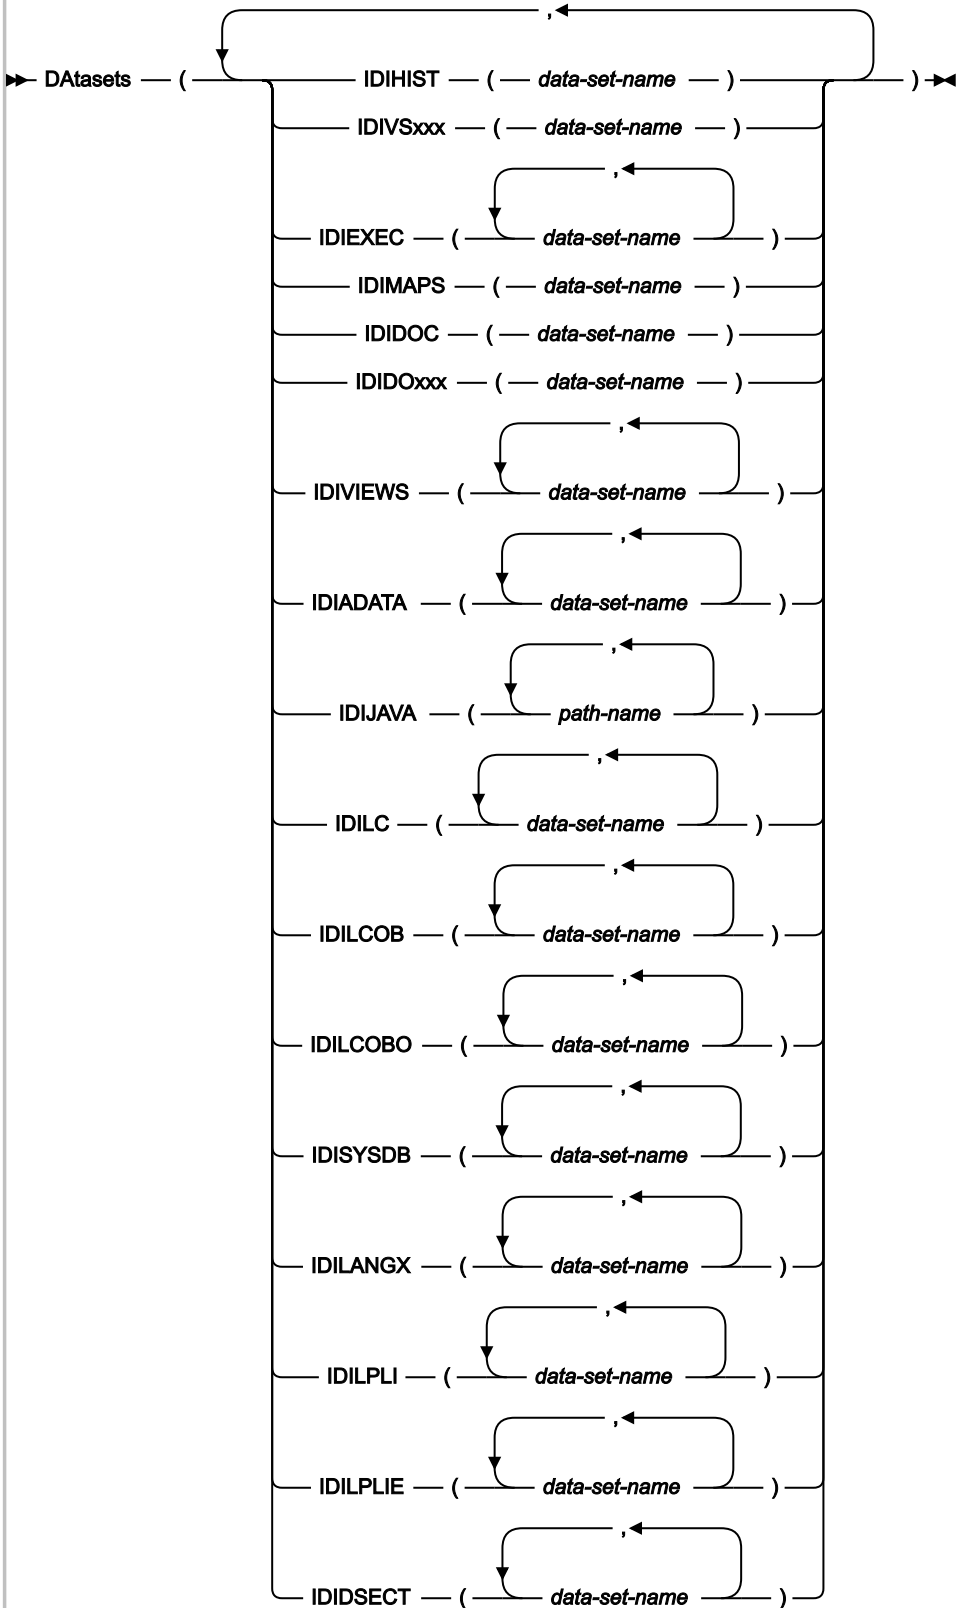 ,
DAtasets ( IDIHIST ( data-set-name ) )
IDIVSxxx ( data-set-name )
,
IDIEXEC ( data-set-name )
IDIMAPS ( data-set-name )
IDIDOC ( data-set-name )
IDIDOxxx ( data-set-name )
,
IDIVIEWS ( data-set-name )
,
IDIADATA ( data-set-name )
,
IDIJAVA ( path-name )
,
IDILC ( data-set-name )
,
IDILCOB ( data-set-name )
,
IDILCOBO ( data-set-name )
,
IDISYSDB ( data-set-name )
,
IDILANGX ( data-set-name )
,
IDILPLI ( data-set-name )
,
IDILPLIE ( data-set-name )
,
IDIDSECT ( data-set-name )